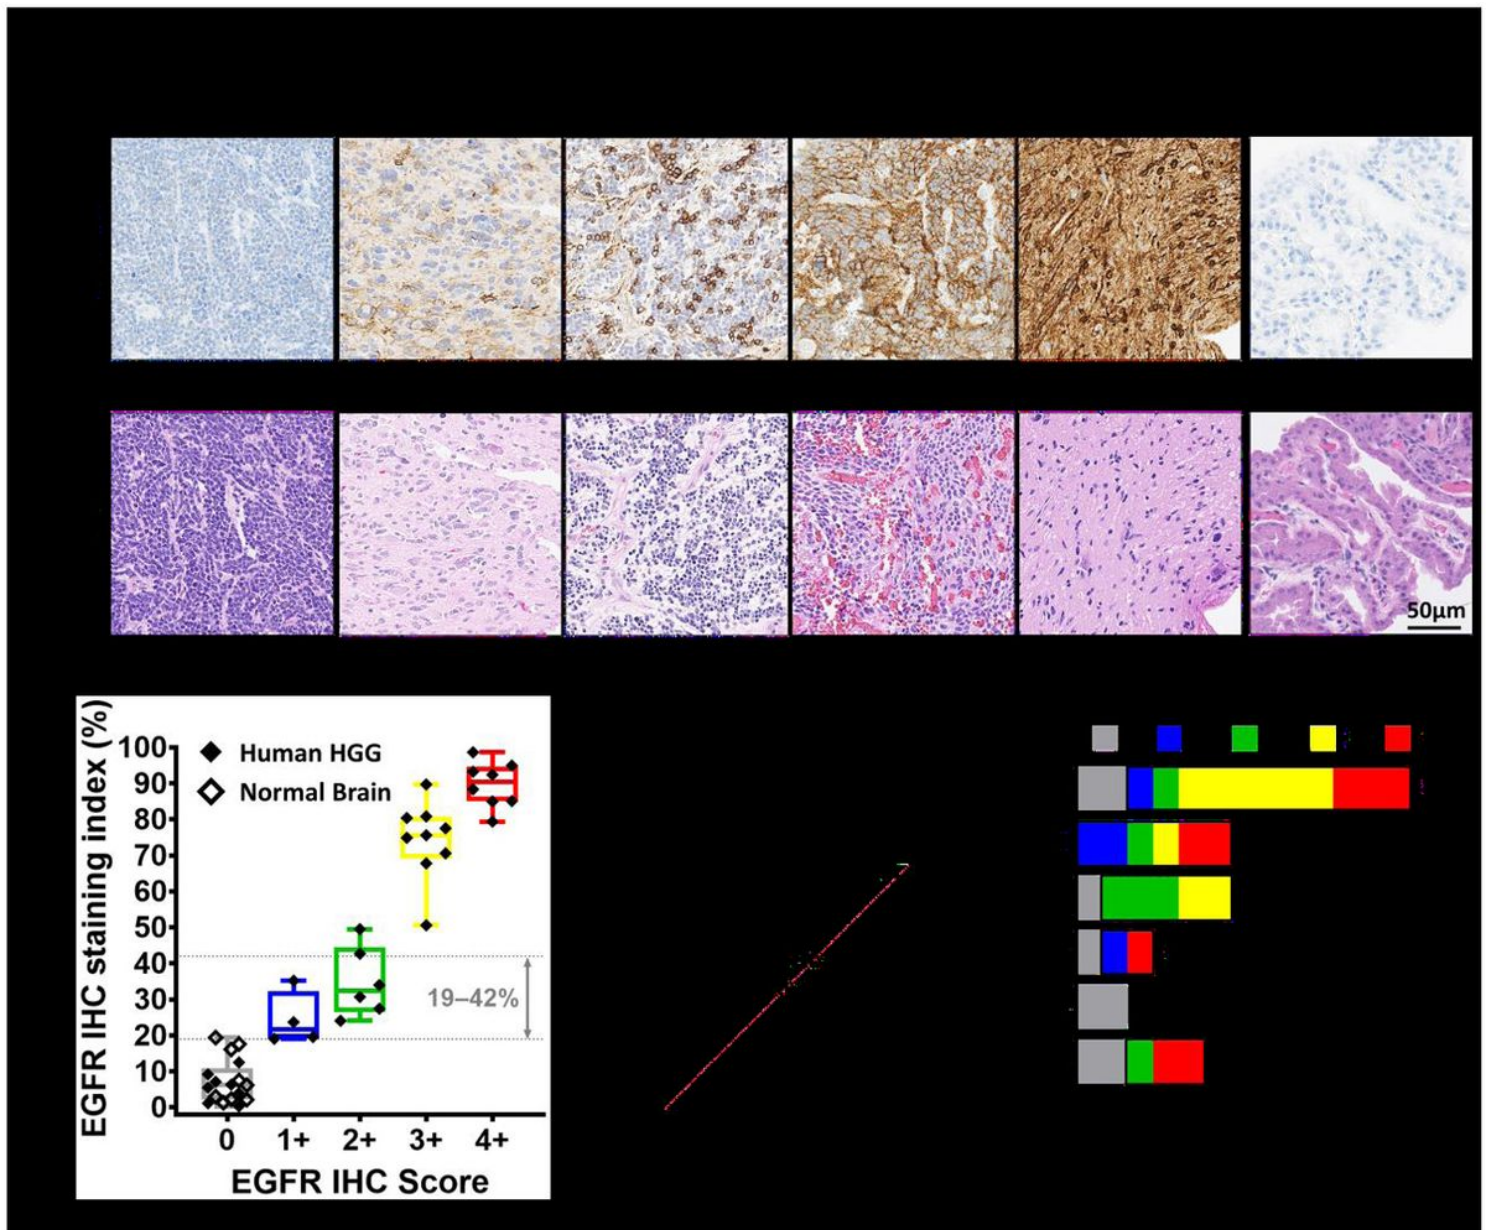 50µm
EGFR IHC staining index (%)
100
90
80
70
60
50
40
30
20
10
0
Human HGG
Normal Brain
19–42%
0 1+ 2+ 3+ 4+
EGFR IHC Score